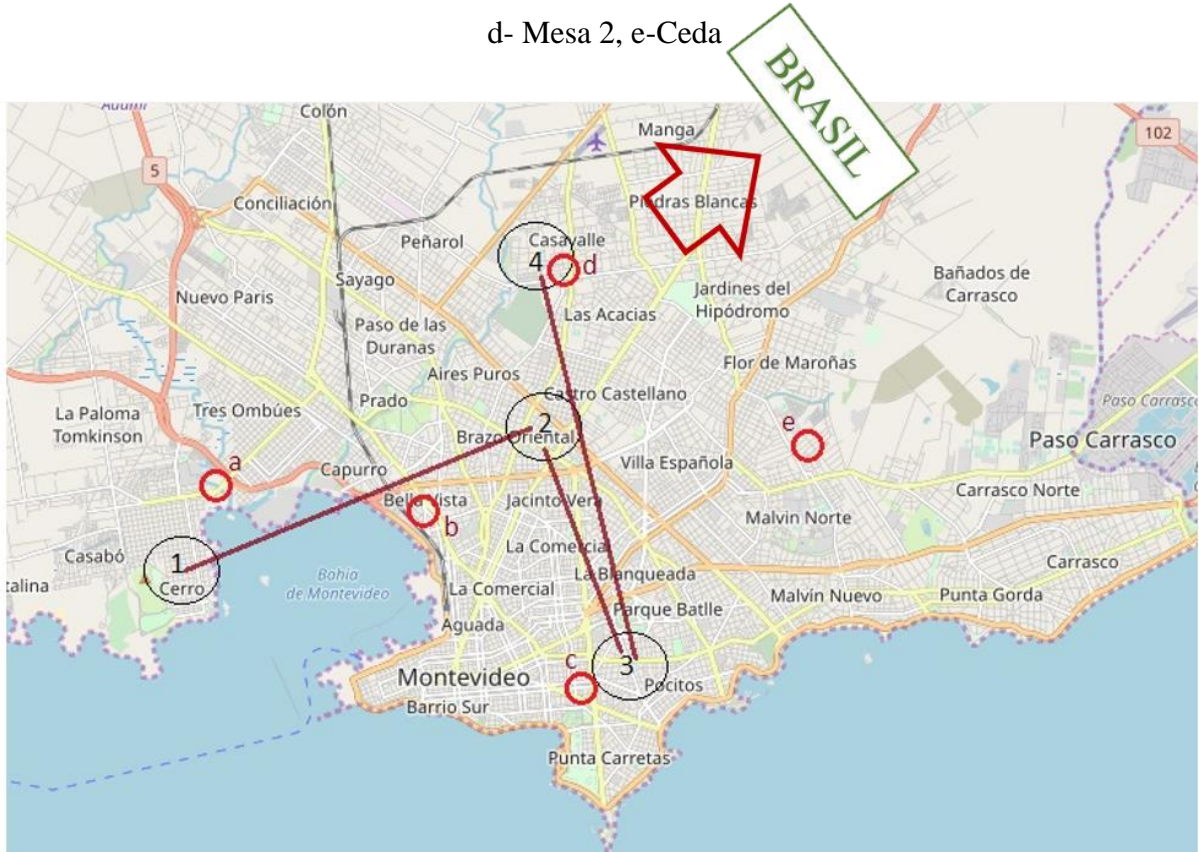 d- Mesa 2, e-Ceda
BRASIL
Colón
Manga
102
5
Conciliación
Piedras Blancas
Peñarol
Casavalle
4
d
Sayago
Bañados de
Carrasco
Nuevo Paris
Jardines del
Hipódromo
Las Acacias
Paso de las
Duranas
Flor de Maroñas
Aires Puros
Castro Castellano
Prado
La Paloma
Tomkinson
Tres Ombúes
Paso Carrasco
2
e
Brazo Oriental
Paso Carrasco
a
Capurro
Villa Española
Carrasco Norte
Bella Vista
Jacinto Vera
b
Malvin Norte
La Comercial
Casabó
1
Cerro
Bahía
de Montevideo
La Blanqueada
Carrasco
talina
La Comercial
Malvin Nuevo
Punta Gorda
Parque Batlle
Aguada
c
3
Montevideo
Pocitos
Barrio Sur
Punta Carretas